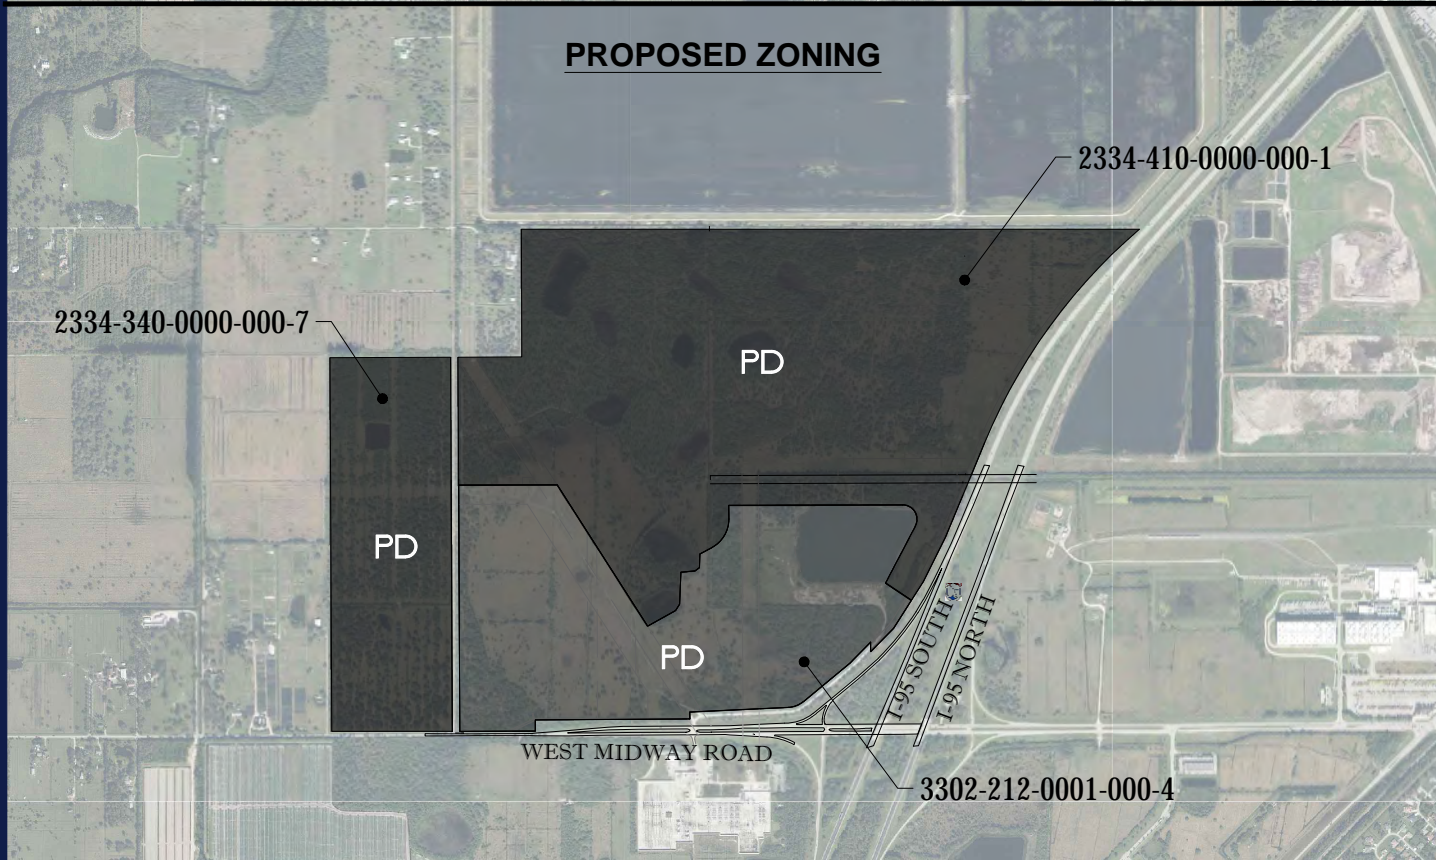 PROPOSED ZONING
2334-410-0000-000-1
2334-340-0000-000-7
PD
PD
PD
I-95 SOUTH
I-95 NORTH
WEST MIDWAY ROAD
3302-212-0001-000-4